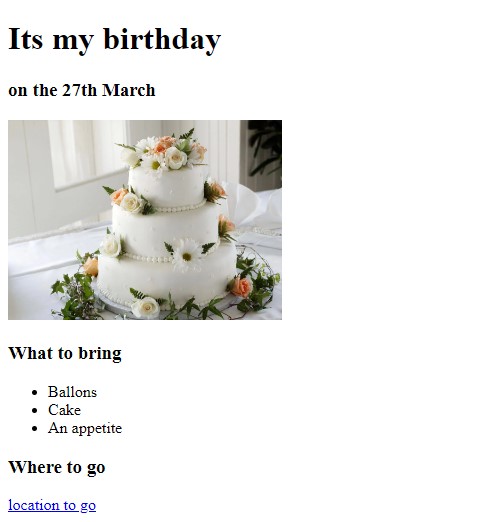 Its my birthday
on the 27th March
What to bring
Ballons
Cake
An appetite
Where to go
location to go